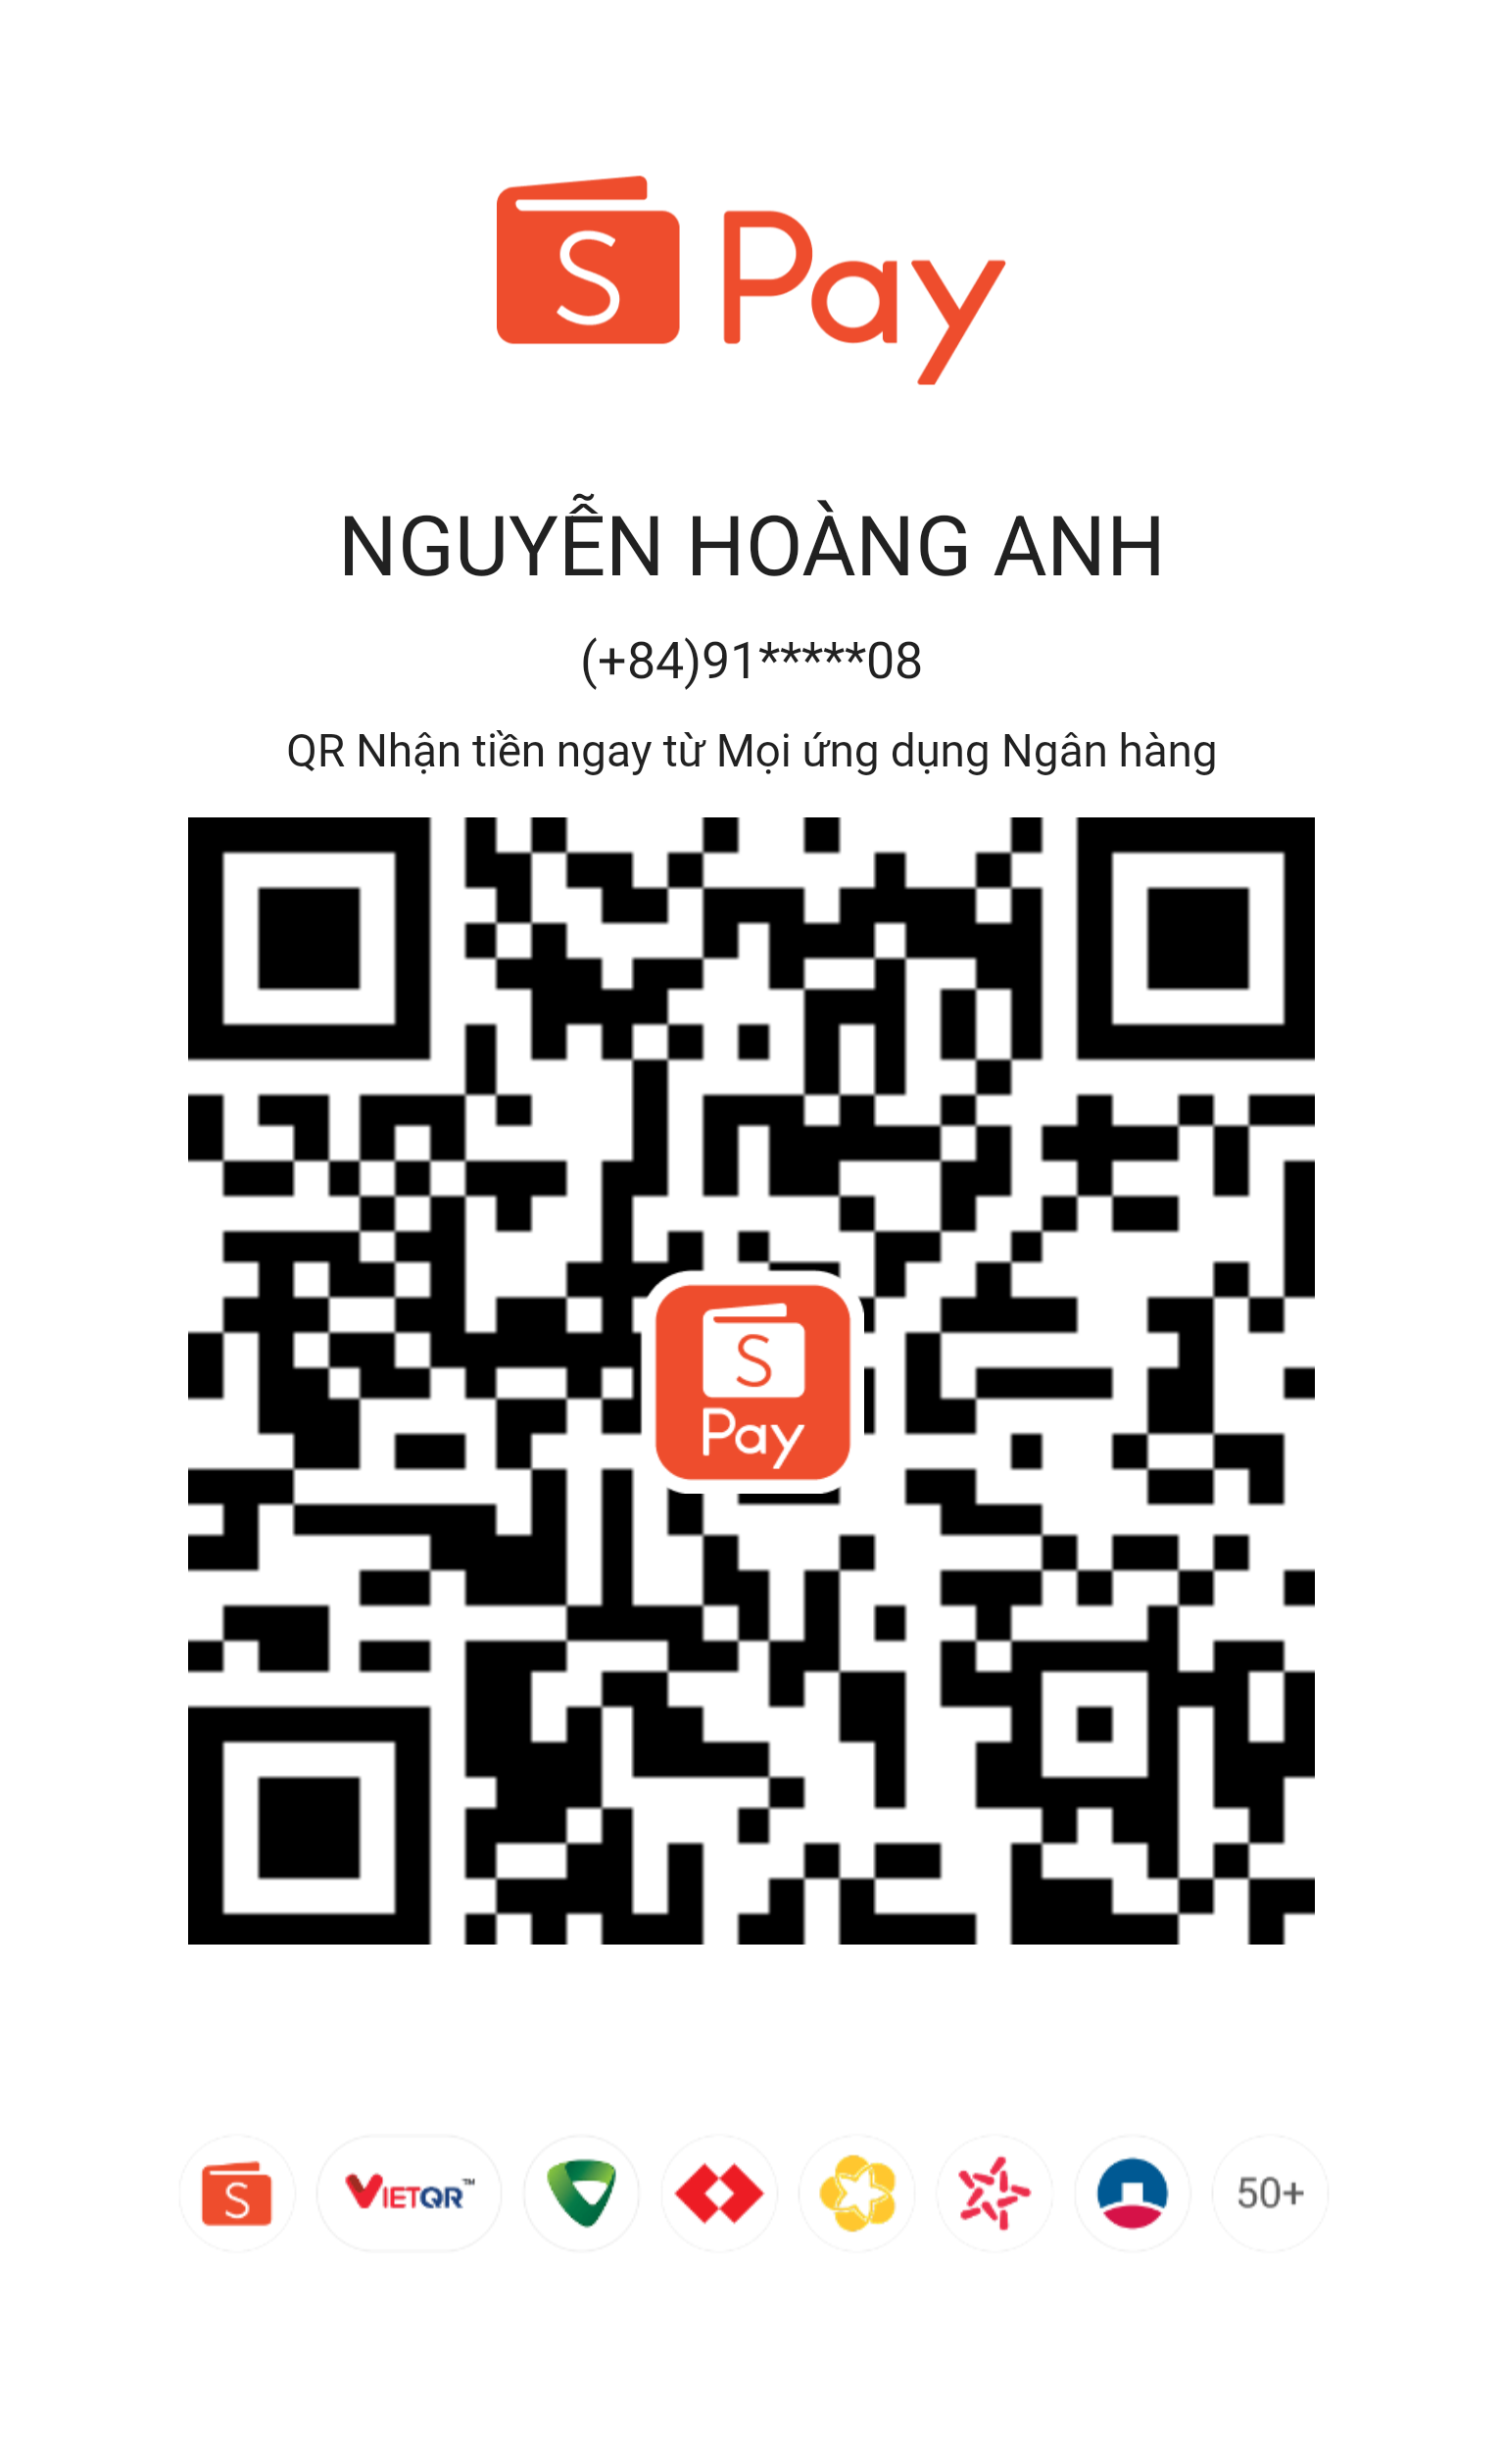 S Pay
NGUYỄN HOÀNG ANH
(+84)91*****08
QR Nhận tiền ngay từ Mọi ứng dụng Ngân hàng
S
Pay
S
VIETQR™
50+